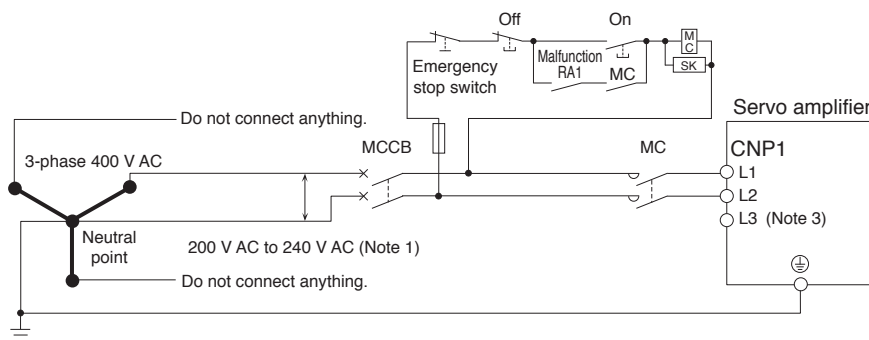 Off
On
Emergency
stop switch
Malfunction
RA1
MC
M
C
SK
Do not connect anything.
3-phase 400 V AC
MCCB
MC
Servo amplifier
CNP1
L1
L2
L3 (Note 3)
Neutral
point
200 V AC to 240 V AC (Note 1)
Do not connect anything.